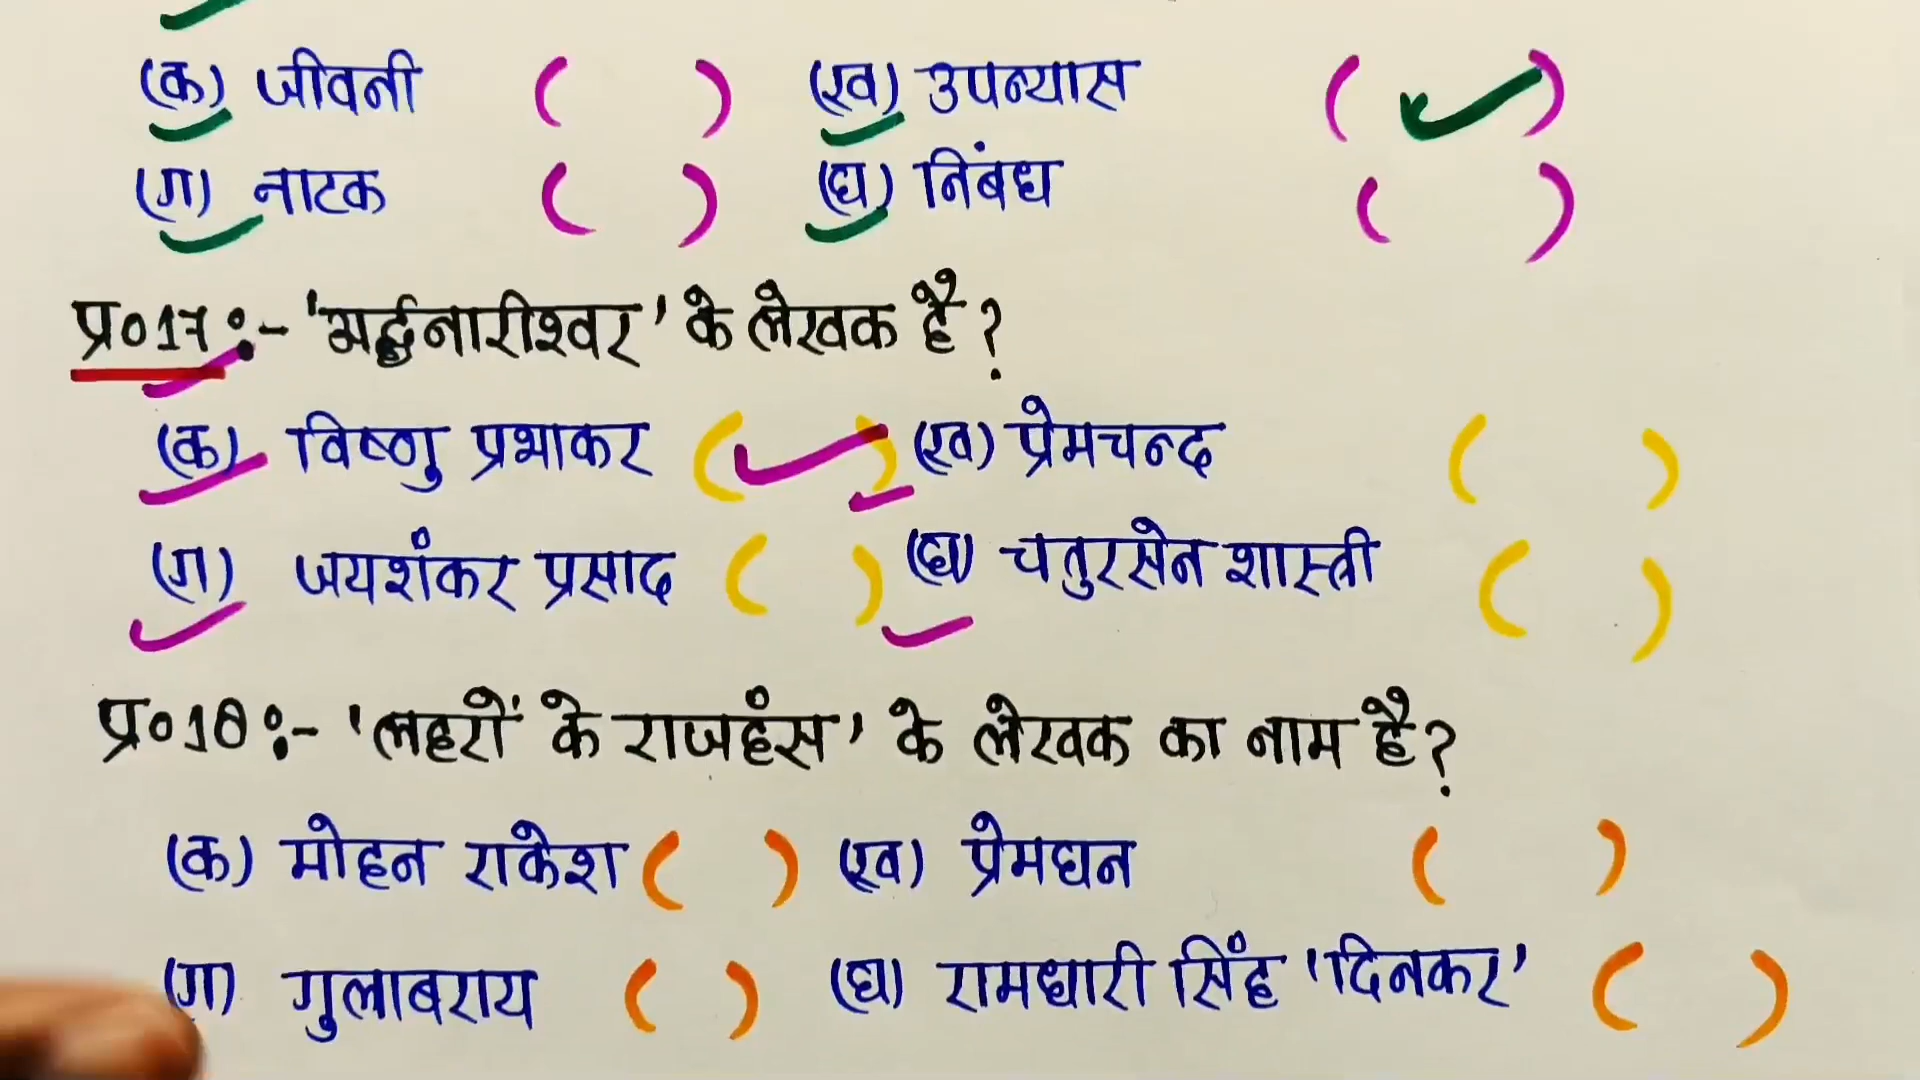 (क) जीवनी ( ) (ख) उपन्यास ( ✓ )
(ग) नाटक ( ) (घ) निबंध ( )
प्र०17:- 'अर्द्धनारीश्वर' के लेखक है?
(क) विष्णु प्रभाकर ( ✓ ) (ख) प्रेमचन्द ( )
(ग) जयशंकर प्रसाद ( ) (घ) चतुरसेन शास्त्री ( )
प्र०18:- 'लहरों के राजहंस' के लेखक का नाम है?
(क) मोहन राकेश ( ) (ख) प्रेमघन ( )
(ग) गुलाबराय ( ) (घ) रामधारी सिंह 'दिनकर' ( )